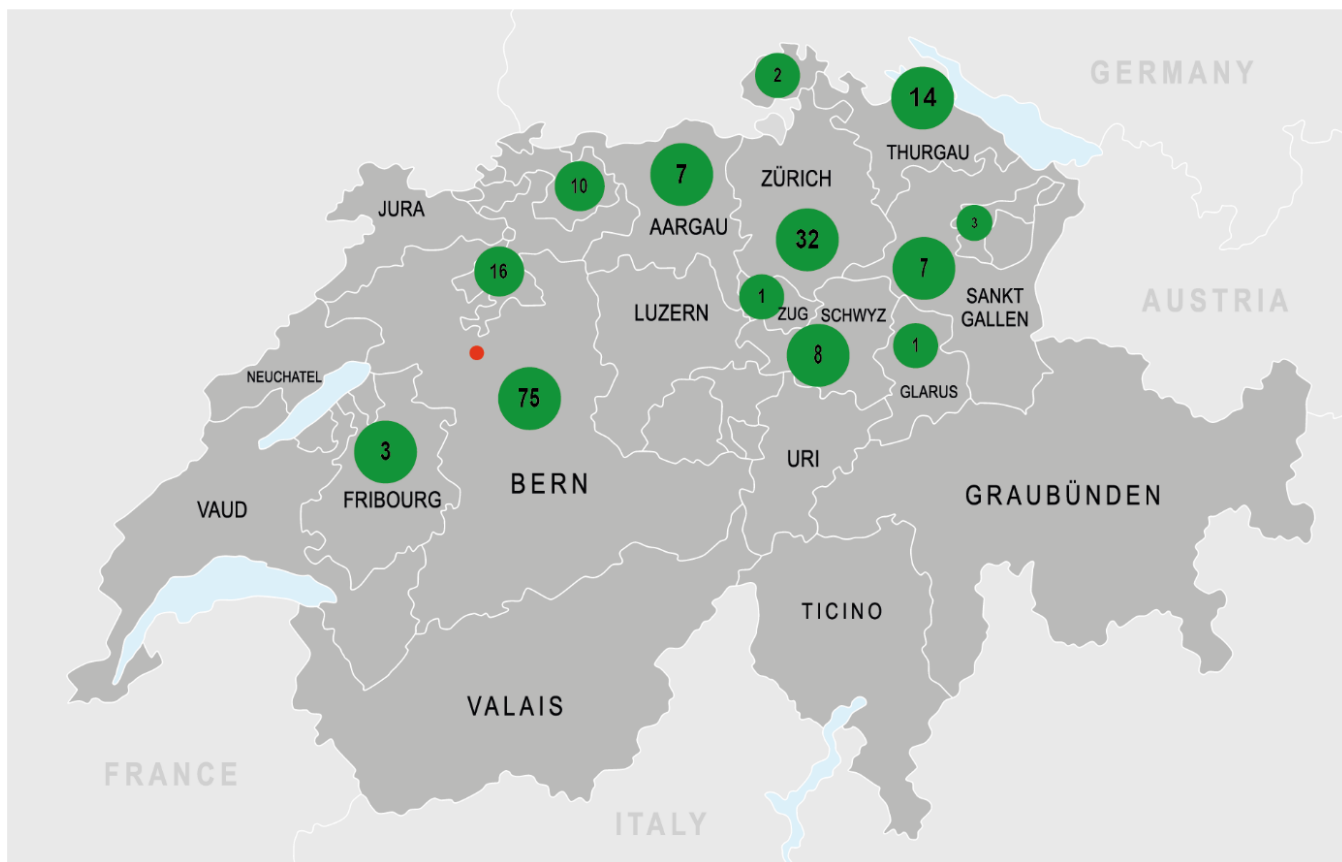 2
GERMANY
14
THURGAU
10
7
ZÜRICH
JURA
AARGAU
3
32
16
7
1
ZUG
SCHWYZ
SANKT
GALLEN
AUSTRIA
LUZERN
8
1
NEUCHATEL
GLARUS
75
3
URI
BERN
FRIBOURG
GRAUBÜNDEN
VAUD
TICINO
VALAIS
FRANCE
ITALY